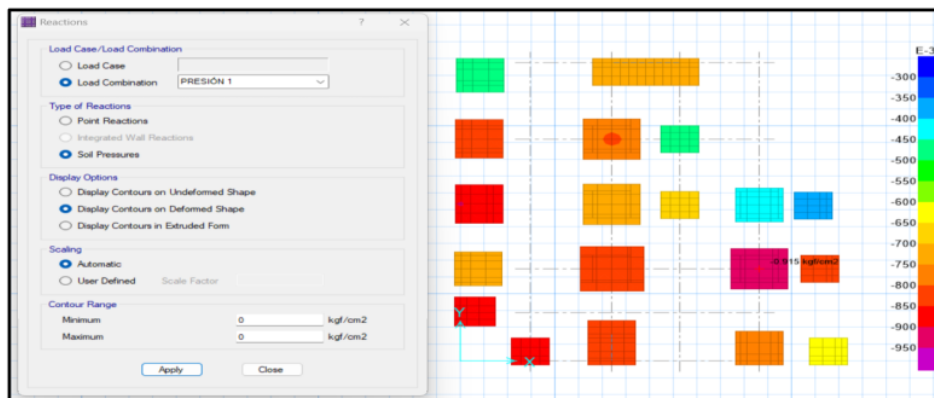 Reactions
?
Load Case/Load Combination
Load Case
Load Combination
PRESIÓN 1
Type of Reactions
Point Reactions
Integrated Wall Reactions
Soil Pressures
Display Options
Display Contours on Undeformed Shape
Display Contours on Deformed Shape
Display Contours in Extruded Form
Scaling
Automatic
User Defined
Scale Factor
Contour Range
Minimum
0
kgf/cm2
Maximum
0
kgf/cm2
Apply
Close
-0.915 kgf/cm2
Y
X
E-3
-300
-350
-400
-450
-500
-550
-600
-650
-700
-750
-800
-850
-900
-950